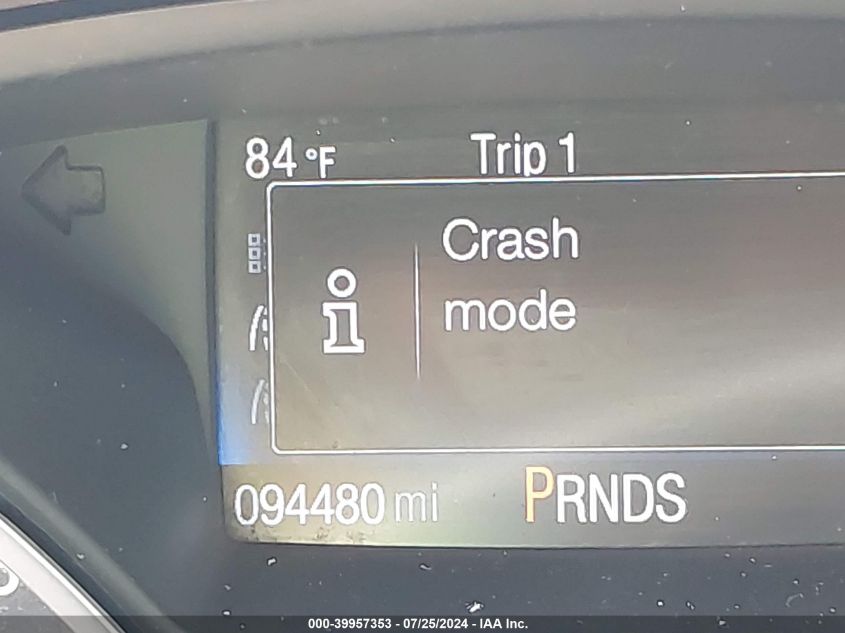 84 °F Trip 1
Crash
mode
094480 mi PRNDS
000-39957353 - 07/25/2024 - IAA Inc.